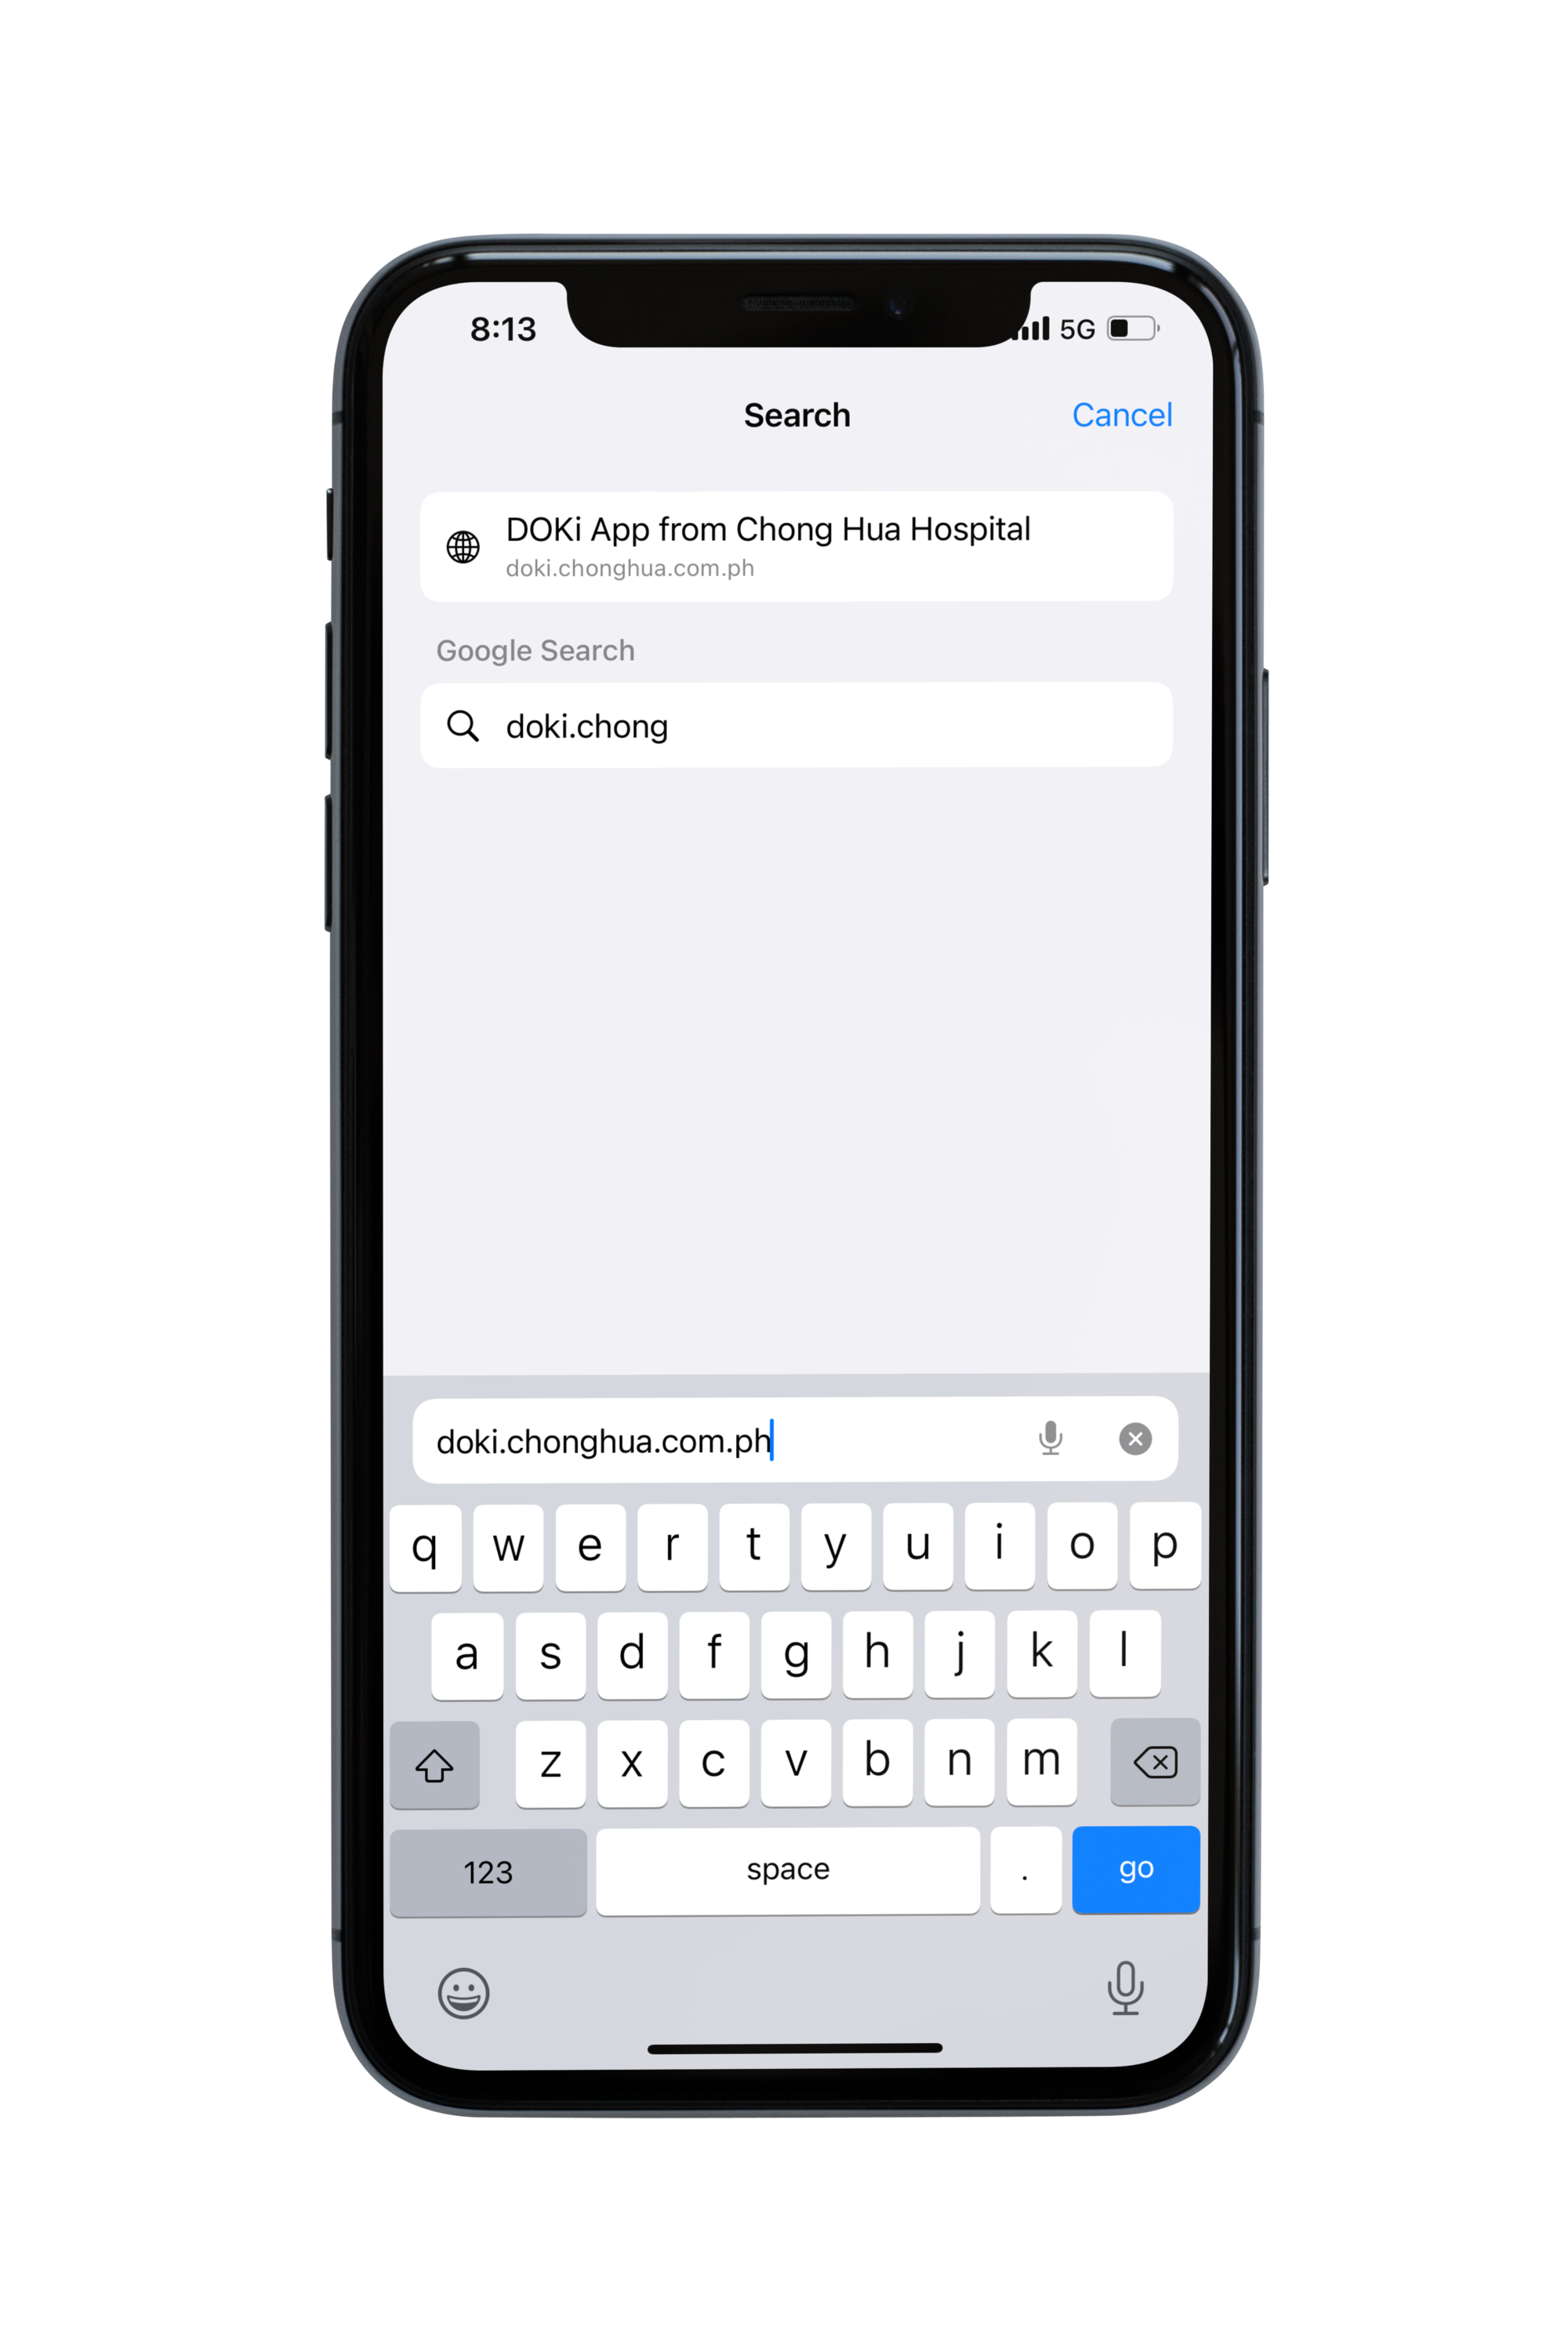 8:13 5G
Search Cancel
DOKi App from Chong Hua Hospital
doki.chonghua.com.ph
Google Search
doki.chong
doki.chonghua.com.ph
q w e r t y u i o p
a s d f g h j k l
z x c v b n m
123 space . go